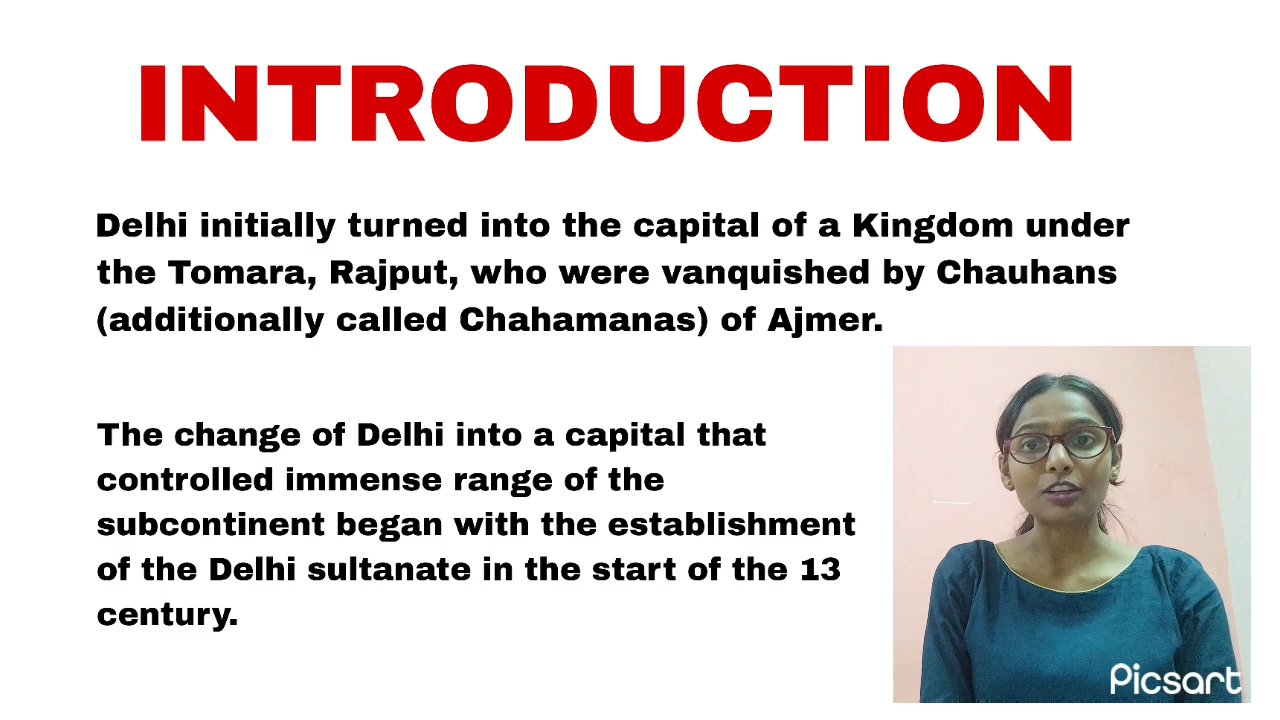 INTRODUCTION
Delhi initially turned into the capital of a Kingdom under
the Tomara, Rajput, who were vanquished by Chauhans
(additionally called Chahamanas) of Ajmer.
The change of Delhi into a capital that
controlled immense range of the
subcontinent began with the establishment
of the Delhi sultanate in the start of the 13
century.
Picsart